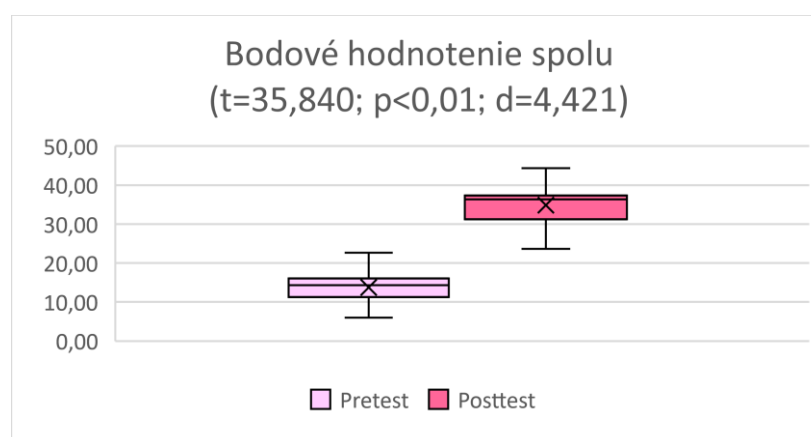 Bodové hodnotenie spolu
(t=35,840; p<0,01; d=4,421)
50,00
40,00
30,00
20,00
10,00
0,00
Pretest Posttest